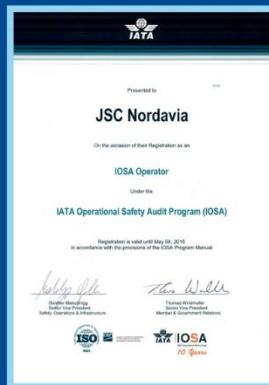 IATA
Presented to
JSC Nordavia
On the occasion of their Registration as an
IOSA Operator
Under the
IATA Operational Safety Audit Program (IOSA)
Registration is valid until May 08, 2015
in accordance with the provisions of the IOSA Program Manual
Senior Vice President
Safety, Operations & Infrastructure
Thomas Windmuller
Senior Vice President
Member & Government Relations
ISO
IATA
IOSA
10 Years